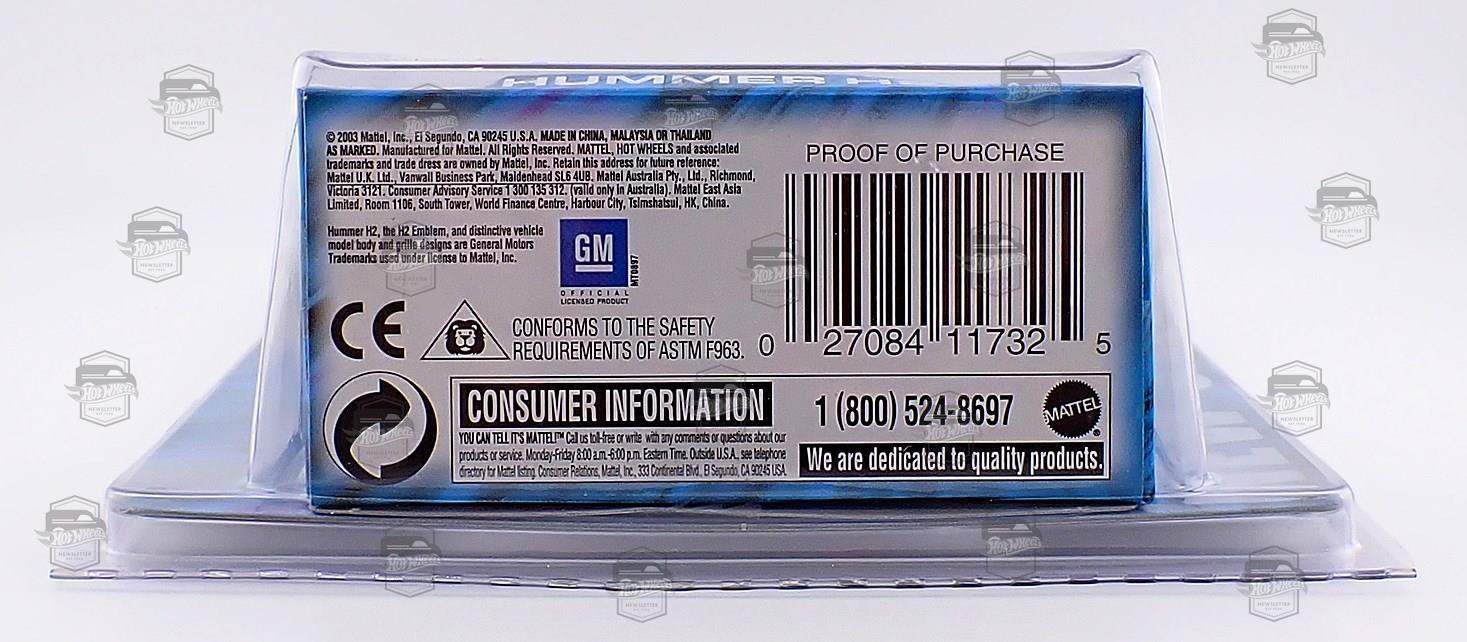 HUMMER H
© 2003 Mattel, Inc., El Segundo, CA 90245 U.S.A. MADE IN CHINA, MALAYSIA OR THAILAND
AS MARKED. Manufactured for Mattel. All Rights Reserved. MATTEL, HOT WHEELS and associated
trademarks and trade dress are owned by Mattel, Inc. Retain this address for future reference:
Mattel U.K. Ltd., Vanwall Business Park, Maidenhead SL6 4UB. Mattel Australia Pty., Ltd., Richmond,
Victoria 3121. Consumer Advisory Service 1 300 135 312. (valid only in Australia). Mattel East Asia
Limited, Room 1106, South Tower, World Finance Centre, Harbour City, Tsimshatsui, HK, China.
Hummer H2, the H2 Emblem, and distinctive vehicle
model body and grille designs are General Motors
Trademarks used under license to Mattel, Inc.
GM
OFFICIAL
LICENSED PRODUCT
MT0897
CE
CONFORMS TO THE SAFETY
REQUIREMENTS OF ASTM F963.
PROOF OF PURCHASE
0 27084 11732 5
CONSUMER INFORMATION
YOU CAN TELL IT'S MATTEL!™ Call us toll-free or write with any comments or questions about our
products or service. Monday-Friday 8:00 a.m.-6:00 p.m. Eastern Time. Outside U.S.A., see telephone
directory for Mattel listing. Consumer Relations, Mattel, Inc., 333 Continental Blvd., El Segundo, CA 90245 USA.
1 (800) 524-8697
MATTEL
®
We are dedicated to quality products.
HOT WHEELS
NEWSLETTER